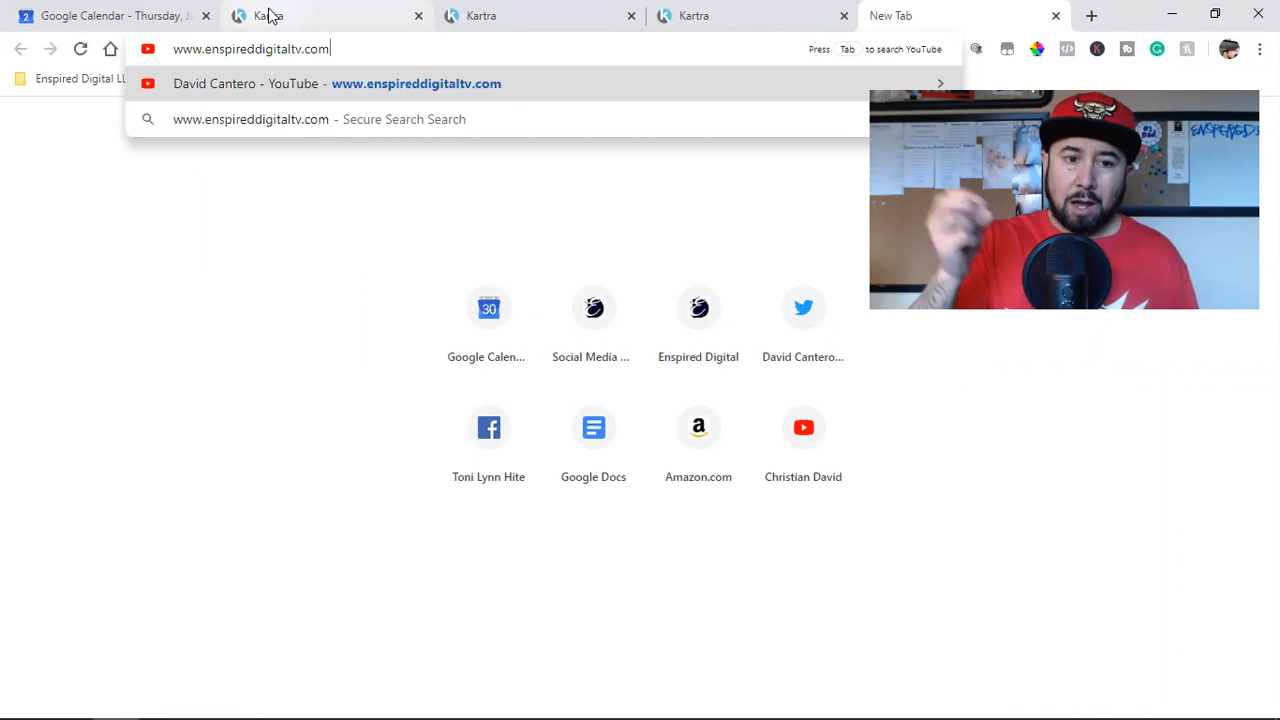 Google Calendar - Thursday, J
Kartra
Kartra
Kartra
New Tab
www.enspireddigitaltv.com
Press Tab to search YouTube
David Cantero - YouTube - www.enspireddigitaltv.com
www.enspireddigitaltv.com - Secure Search Search
Enspired Digital LL
30
Google Calen...
Social Media ...
Enspired Digital
David Cantero...
Toni Lynn Hite
Google Docs
Amazon.com
Christian David